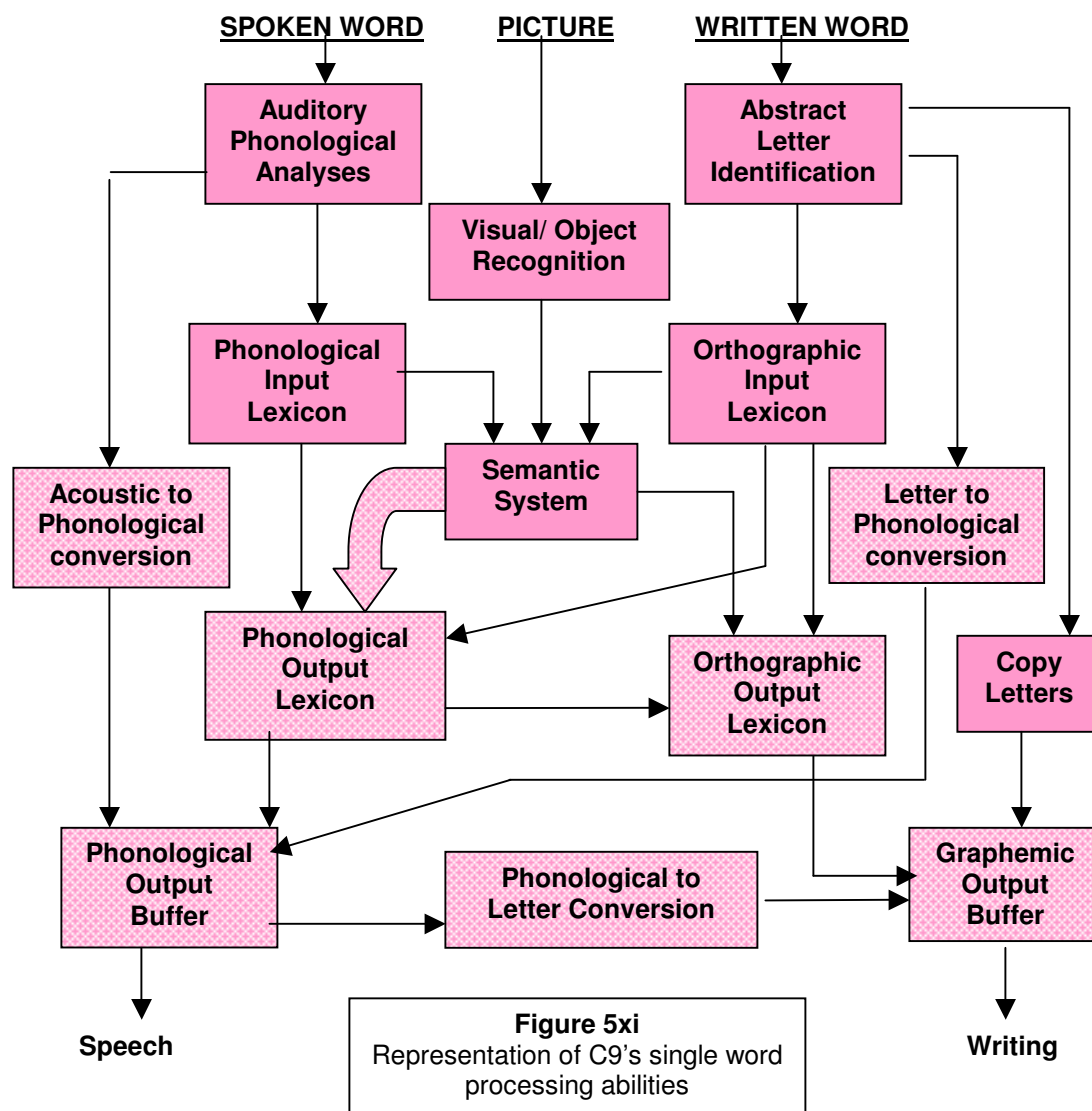 SPOKEN WORD
PICTURE
WRITTEN WORD
Auditory
Phonological
Analyses
Abstract
Letter
Identification
Visual/ Object
Recognition
Phonological
Input
Lexicon
Orthographic
Input
Lexicon
Acoustic to
Phonological
conversion
Semantic
System
Letter to
Phonological
conversion
Phonological
Output
Lexicon
Orthographic
Output
Lexicon
Copy
Letters
Phonological
Output
Buffer
Phonological to
Letter Conversion
Graphemic
Output
Buffer
Speech
Figure 5xi
Representation of C9's single word
processing abilities
Writing